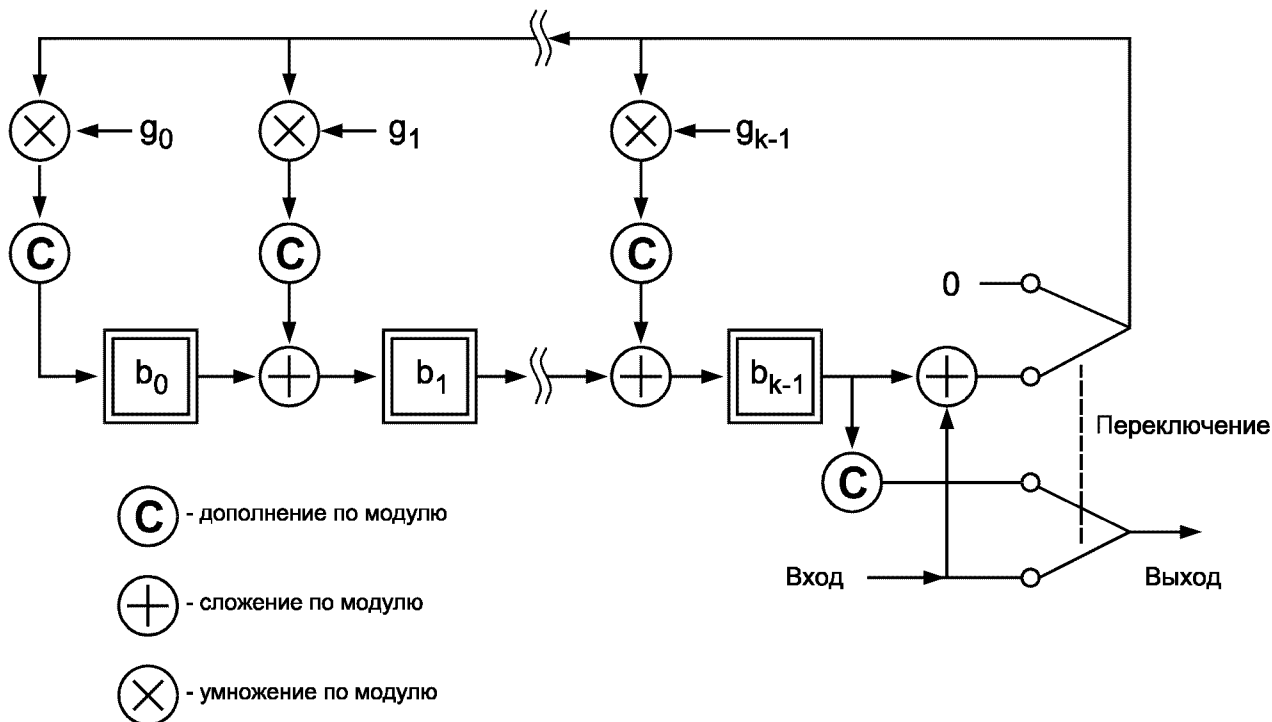 g0
g1
gk-1
C
C
C
0
b0
b1
bk-1
Переключение
C
C - дополнение по модулю
Вход
Выход
- сложение по модулю
- умножение по модулю